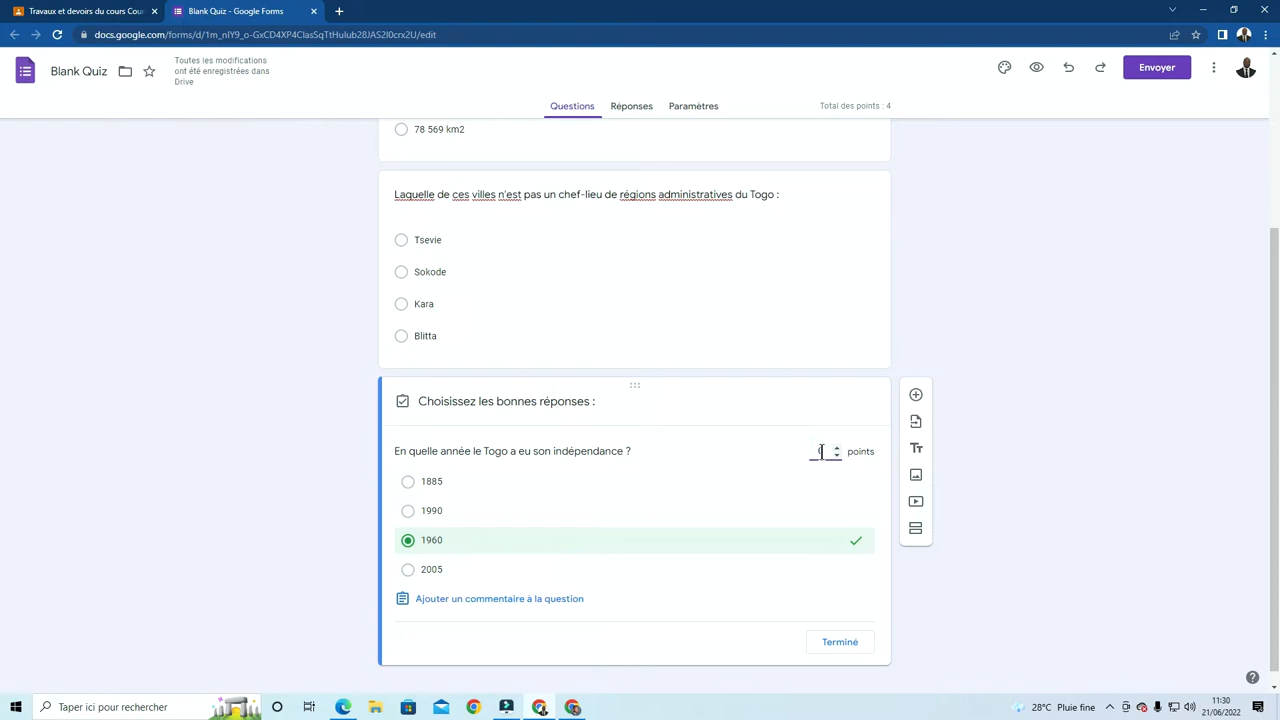 Travaux et devoirs du cours Cour
Blank Quiz - Google Forms
docs.google.com/forms/d/1m_nIY9_o-GxCD4XP4ClasSqTtHulub28JAS2I0crx2U/edit
Blank Quiz
Toutes les modifications
ont été enregistrées dans
Drive
Envoyer
Questions
Réponses
Paramètres
Total des points : 4
78 569 km2
Laquelle de ces villes n'est pas un chef-lieu de régions administratives du Togo :
Tsevie
Sokode
Kara
Blitta
Choisissez les bonnes réponses :
En quelle année le Togo a eu son indépendance ?
points
1885
1990
1960
2005
Ajouter un commentaire à la question
Terminé
Taper ici pour rechercher
28°C Pluie fine
11:30
21/06/2022